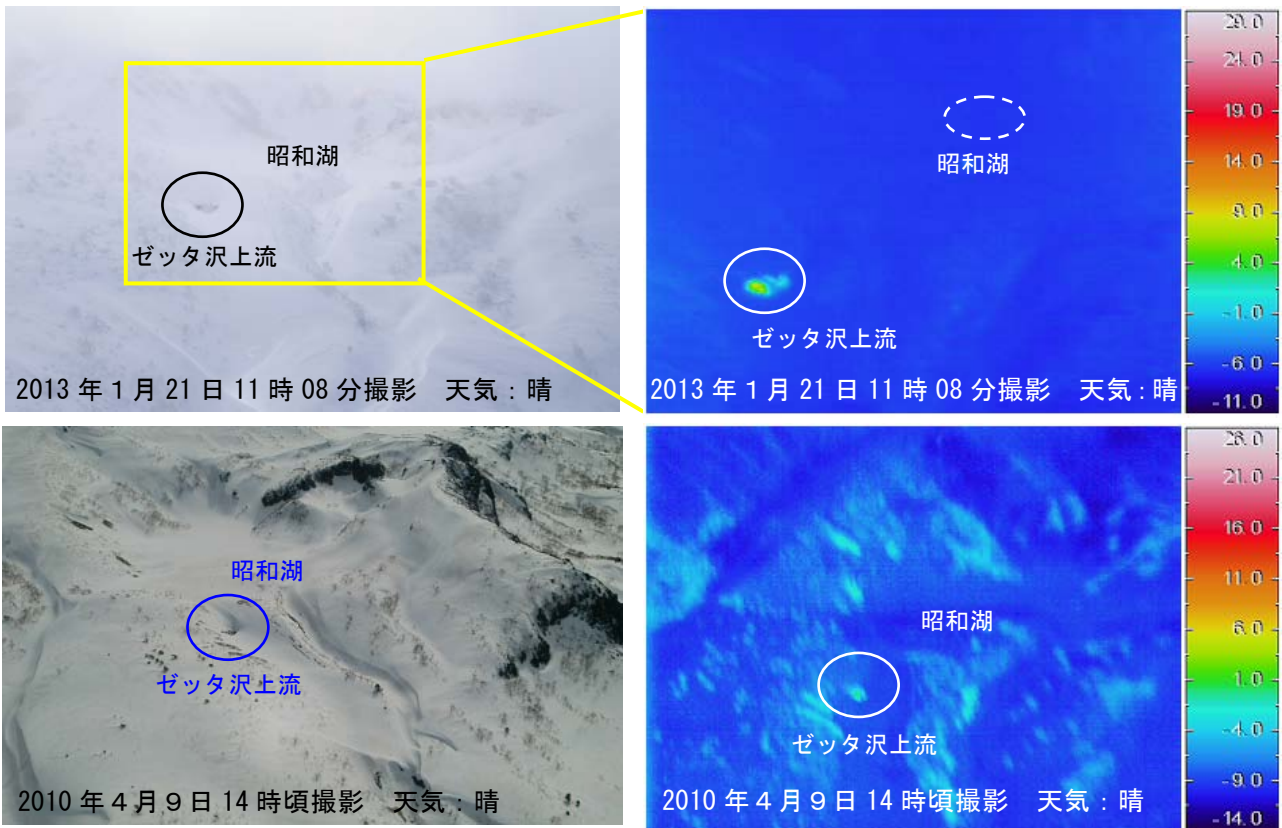 昭和湖
ゼッタ沢上流
2013年1月21日11時08分撮影 天気：晴
昭和湖
ゼッタ沢上流
2013年1月21日11時08分撮影 天気：晴
29.0
24.0
19.0
14.0
9.0
4.0
-1.0
-6.0
-11.0
昭和湖
ゼッタ沢上流
2010年4月9日14時頃撮影 天気：晴
昭和湖
ゼッタ沢上流
2010年4月9日14時頃撮影 天気：晴
26.0
21.0
16.0
11.0
6.0
1.0
-4.0
-9.0
-14.0